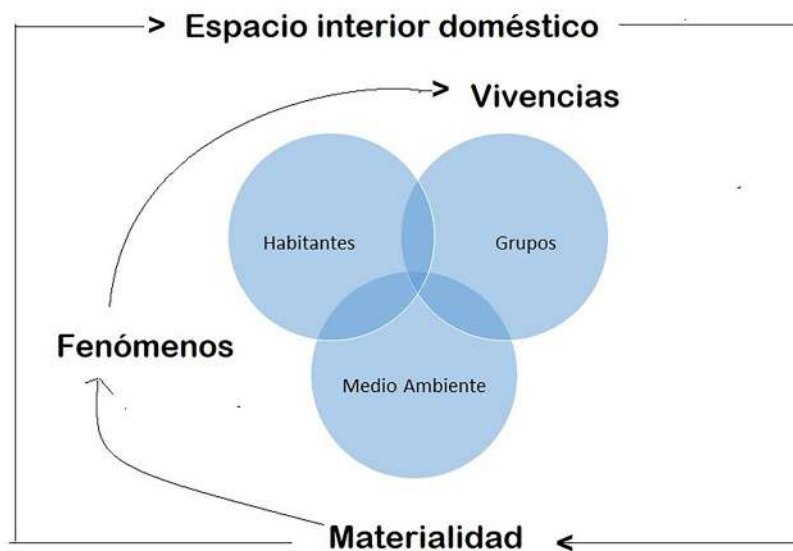 Espacio interior doméstico
Vivencias
Habitantes
Grupos
Fenómenos
Medio Ambiente
Materialidad